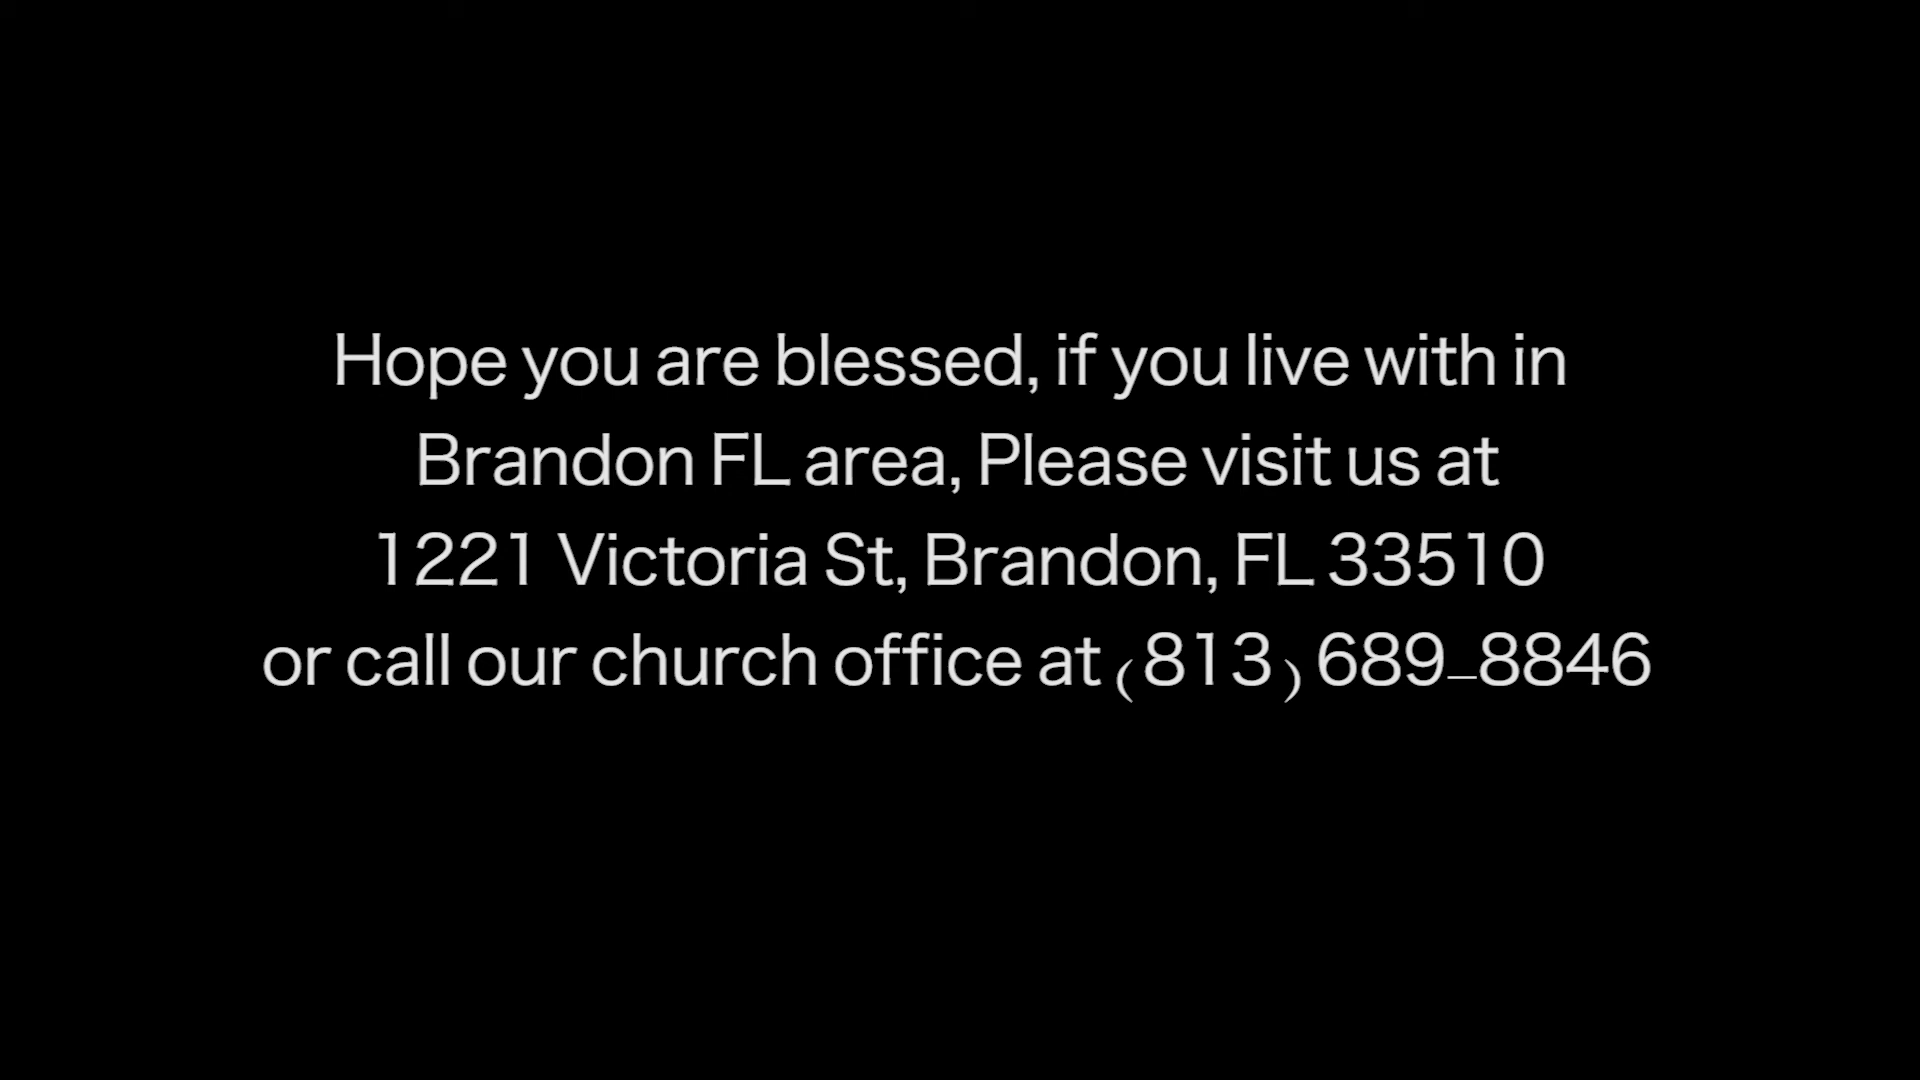 Hope you are blessed, if you live with in
Brandon FL area, Please visit us at
1221 Victoria St, Brandon, FL 33510
or call our church office at (813) 689-8846